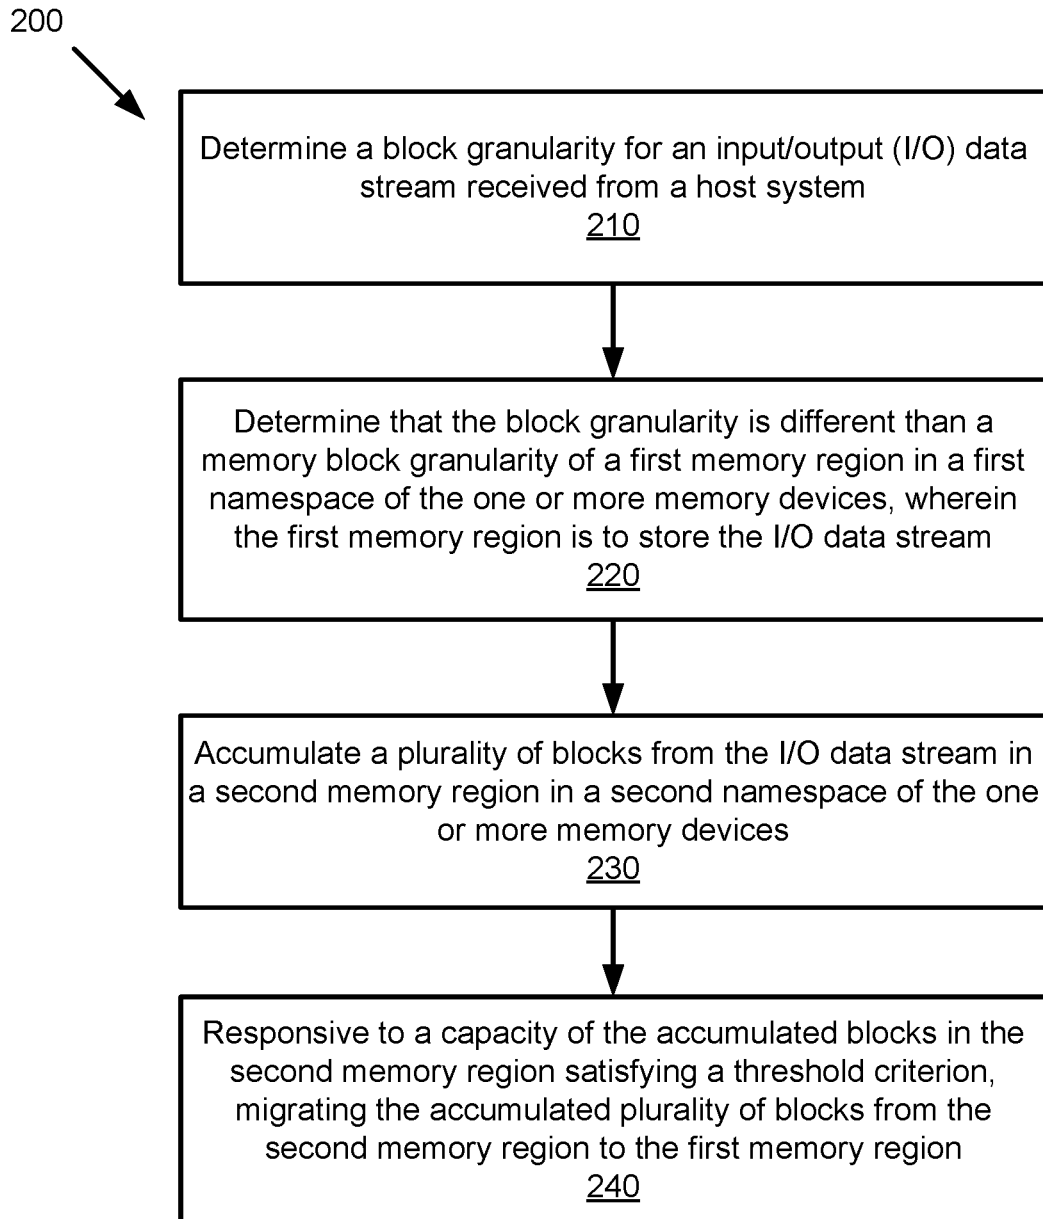 200
Determine a block granularity for an input/output (I/O) data
stream received from a host system
210
Determine that the block granularity is different than a
memory block granularity of a first memory region in a first
namespace of the one or more memory devices, wherein
the first memory region is to store the I/O data stream
220
Accumulate a plurality of blocks from the I/O data stream in
a second memory region in a second namespace of the one
or more memory devices
230
Responsive to a capacity of the accumulated blocks in the
second memory region satisfying a threshold criterion,
migrating the accumulated plurality of blocks from the
second memory region to the first memory region
240